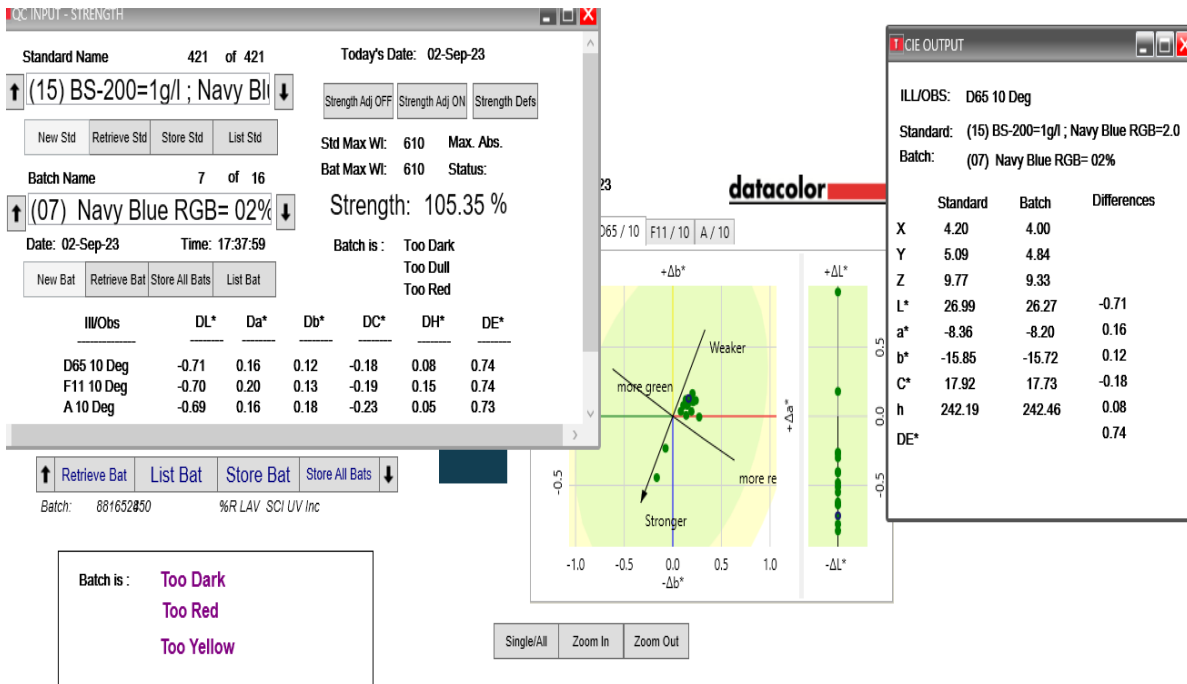 QC INPUT - STRENGTH
Standard Name 421 of 421
(15) BS-200=1g/l ; Navy Bl
New Std Retrieve Std Store Std List Std
Batch Name 7 of 16
(07) Navy Blue RGB= 02%
Date: 02-Sep-23 Time: 17:37:59
New Bat Retrieve Bat Store All Bats List Bat
Today's Date: 02-Sep-23
Strength Adj OFF Strength Adj ON Strength Defs
Std Max Wl: 610 Max. Abs.
Bat Max Wl: 610 Status:
Strength: 105.35 %
Batch is : Too Dark
Too Dull
Too Red
Ill/Obs DL* Da* Db* DC* DH* DE*
D65 10 Deg -0.71 0.16 0.12 -0.18 0.08 0.74
F11 10 Deg -0.70 0.20 0.13 -0.19 0.15 0.74
A 10 Deg -0.69 0.16 0.18 -0.23 0.05 0.73
Retrieve Bat List Bat Store Bat Store All Bats
Batch: %R LAV SCI UV Inc
Batch is : Too Dark
Too Red
Too Yellow
23
datacolor
D65 / 10 F11 / 10 A / 10
+Δb* +ΔL*
Weaker
0.5
more green
0.0
+Δa*
-0.5
more re
-0.5
Stronger
-1.0 -0.5 0.0 0.5 1.0
-Δb* -ΔL*
Single/All Zoom In Zoom Out
T CIE OUTPUT
ILL/OBS: D65 10 Deg
Standard: (15) BS-200=1g/l ; Navy Blue RGB=2.0
Batch: (07) Navy Blue RGB= 02%
Standard Batch Differences
X 4.20 4.00
Y 5.09 4.84
Z 9.77 9.33
L* 26.99 26.27 -0.71
a* -8.36 -8.20 0.16
b* -15.85 -15.72 0.12
C* 17.92 17.73 -0.18
h 242.19 242.46 0.08
DE* 0.74